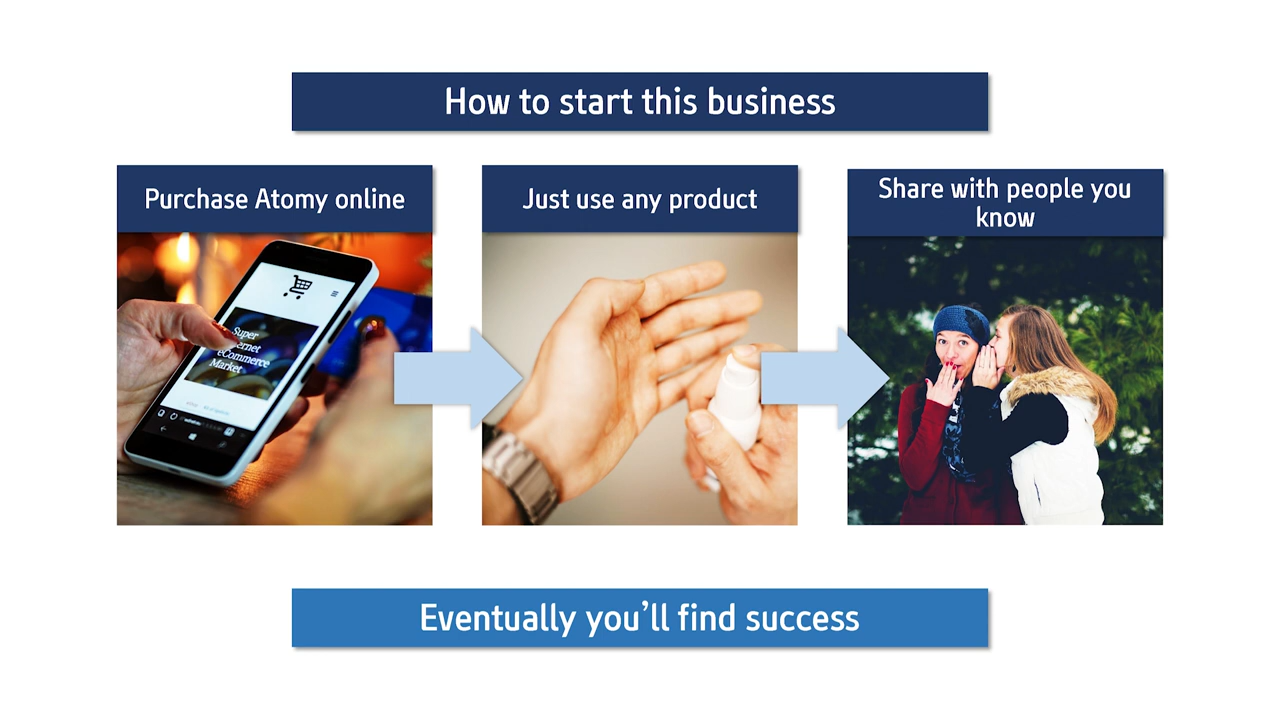 How to start this business
Purchase Atomy online
Just use any product
Share with people you
know
Super
eCommerce
Market
Eventually you'll find success